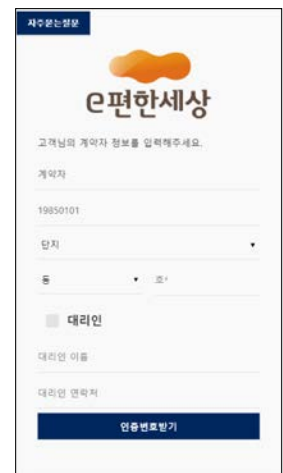 자주묻는질문
e편한세상
고객님의 계약자 정보를 입력해주세요.
계약자
19850101
단지
동 호*
대리인
대리인 이름
대리인 연락처
인증번호받기